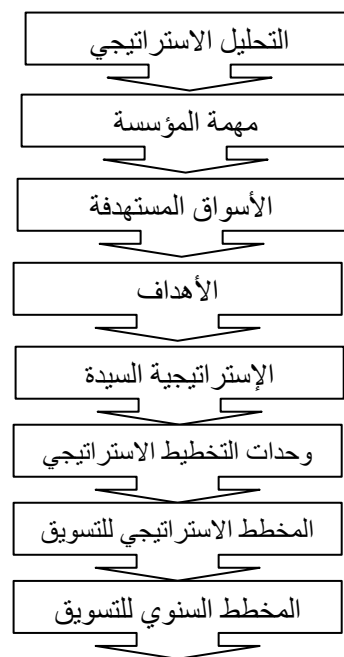 التحليل الاستراتيجي
مهمة المؤسسة
الأسواق المستهدفة
الأهداف
الإستراتيجية السيدة
وحدات التخطيط الاستراتيجي
المخطط الاستراتيجي للتسويق
المخطط السنوي للتسويق